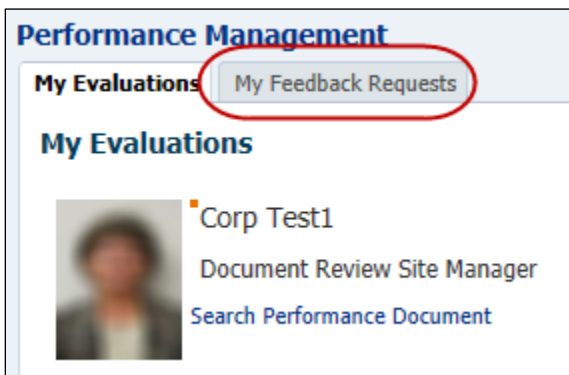 Performance Management
My Evaluations My Feedback Requests
My Evaluations
Corp Test1
Document Review Site Manager
Search Performance Document